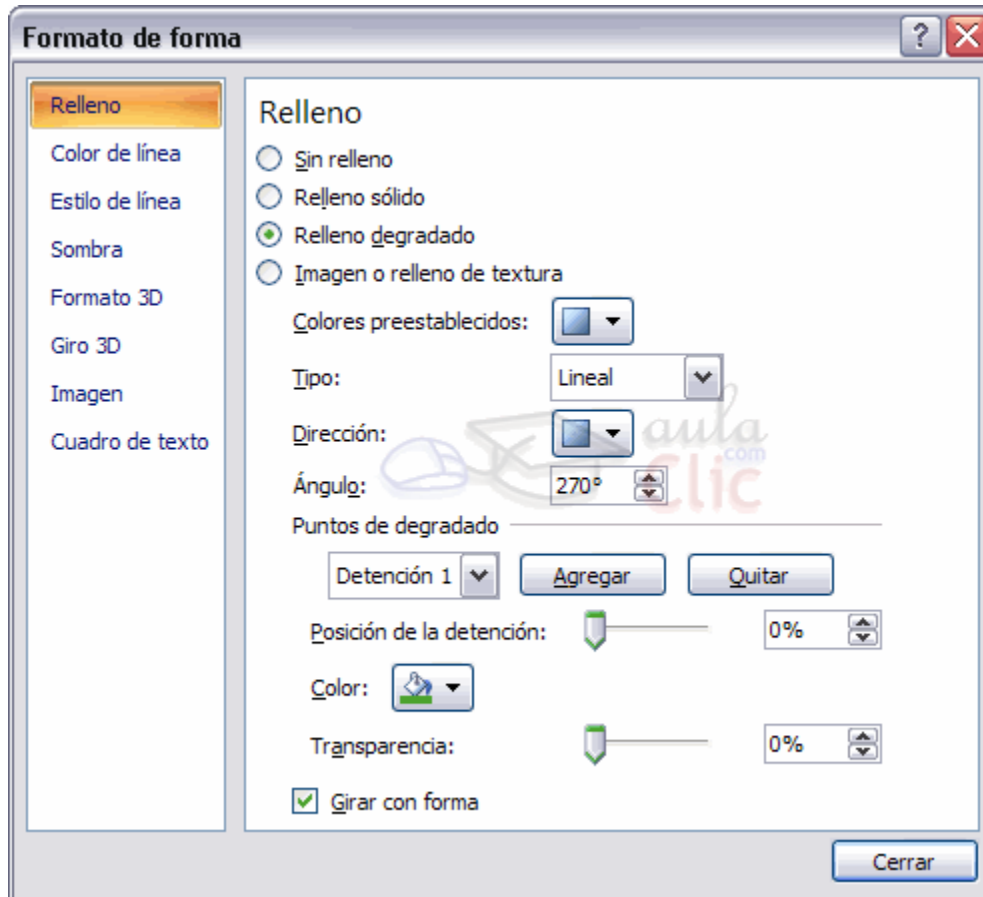 Formato de forma
?
Relleno
Color de línea
Estilo de línea
Sombra
Formato 3D
Giro 3D
Imagen
Cuadro de texto
Relleno
Sin relleno
Relleno sólido
Relleno degradado
Imagen o relleno de textura
Colores preestablecidos:
Tipo: Lineal
Dirección:
Ángulo: 270°
aula
.com
Clic
Puntos de degradado
Detención 1 Agregar Quitar
Posición de la detención: 0%
Color:
Transparencia: 0%
Girar con forma
Cerrar